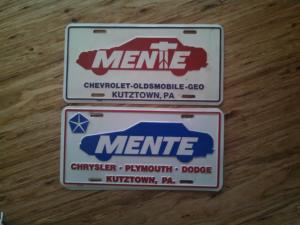 MENTE
CHEVROLET-OLDSMOBILE-GEO
KUTZTOWN, PA
MENTE
CHRYSLER • PLYMOUTH • DODGE
KUTZTOWN, PA.